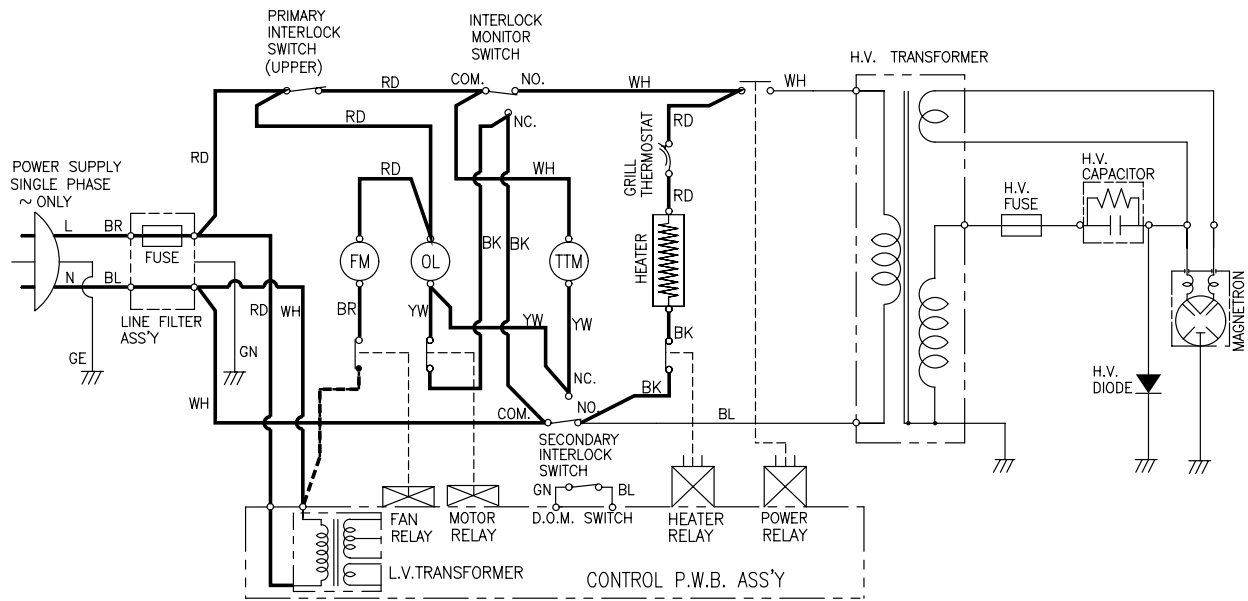 PRIMARY
INTERLOCK
SWITCH
(UPPER)
INTERLOCK
MONITOR
SWITCH
H.V. TRANSFORMER
RD
COM.
NO.
WH
WH
RD
NC.
RD
RD
POWER SUPPLY
SINGLE PHASE
~ ONLY
L
BR
FUSE
N
BL
LINE FILTER
ASS'Y
GE
GN
RD
WH
WH
RD
FM
OL
TTM
BR
YW
BK
BK
WH
YW
YW
GRILL
THERMOSTAT
RD
HEATER
BK
BK
H.V.
FUSE
H.V.
CAPACITOR
MAGNETRON
H.V.
DIODE
NC.
COM.
NO.
BL
SECONDARY
INTERLOCK
SWITCH
GN
BL
D.O.M. SWITCH
FAN
RELAY
MOTOR
RELAY
HEATER
RELAY
POWER
RELAY
L.V.TRANSFORMER
CONTROL P.W.B. ASS'Y